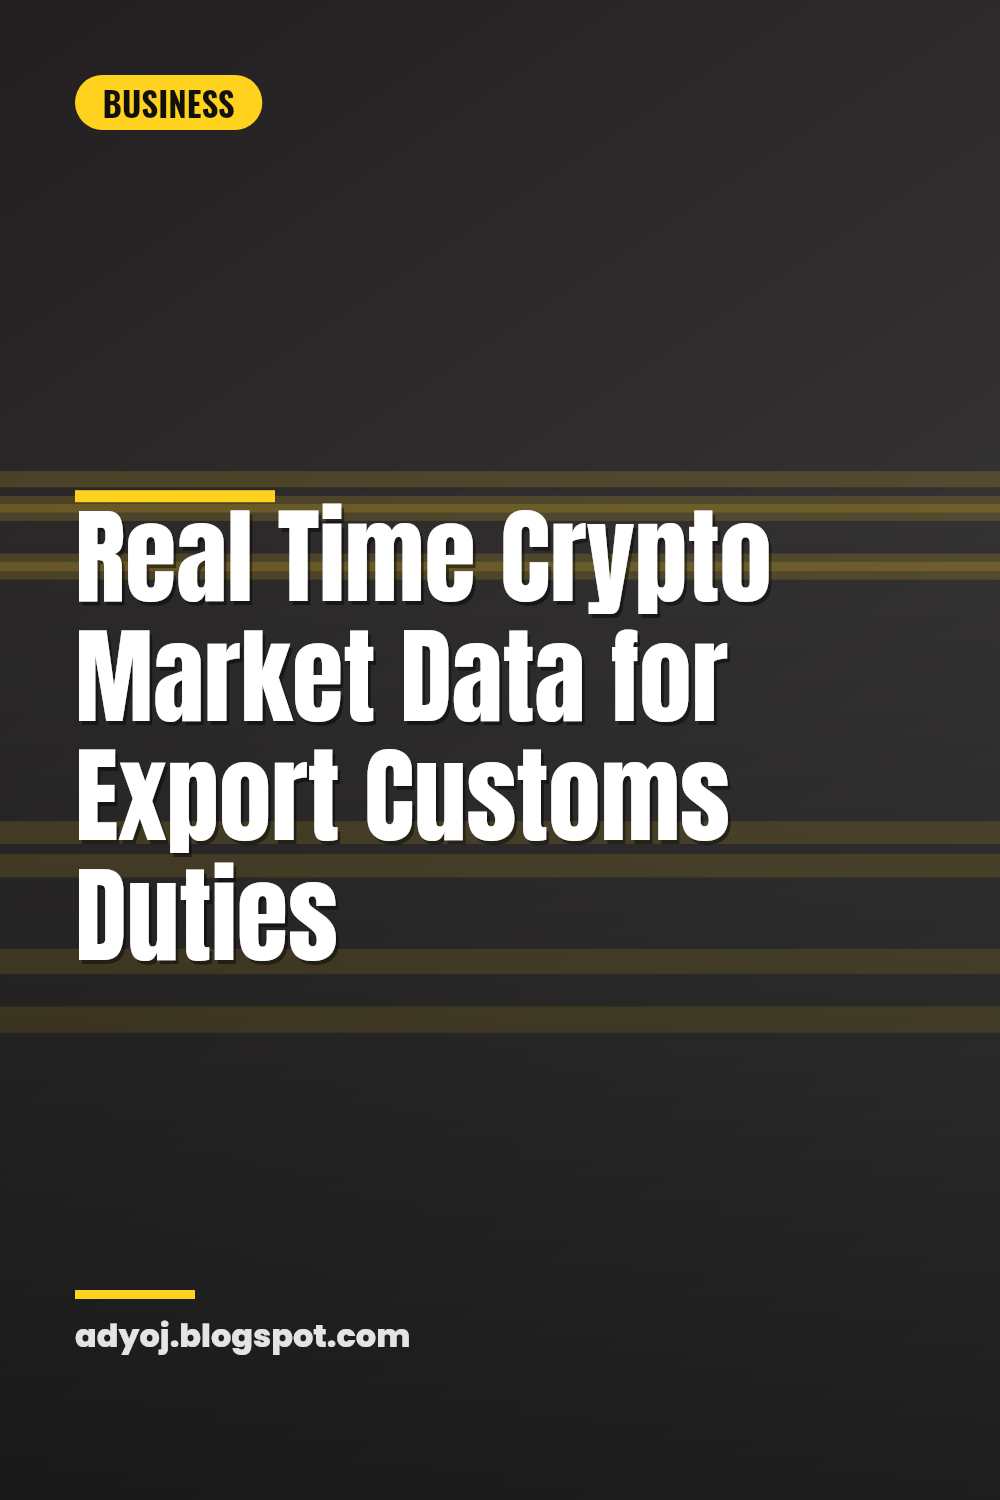 BUSINESS
Real Time Crypto
Market Data for
Export Customs
Duties
adyoj.blogspot.com